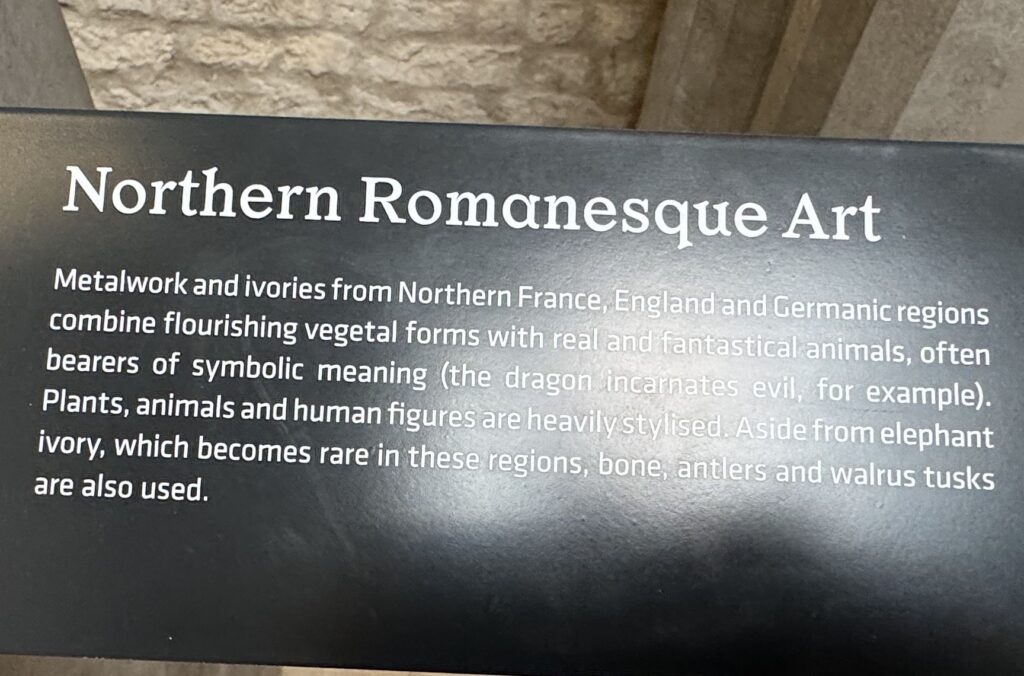 Northern Romanesque Art
Metalwork and ivories from Northern France, England and Germanic regions
combine flourishing vegetal forms with real and fantastical animals, often
bearers of symbolic meaning (the dragon incarnates evil, for example).
Plants, animals and human figures are heavily stylised. Aside from elephant
ivory, which becomes rare in these regions, bone, antlers and walrus tusks
are also used.